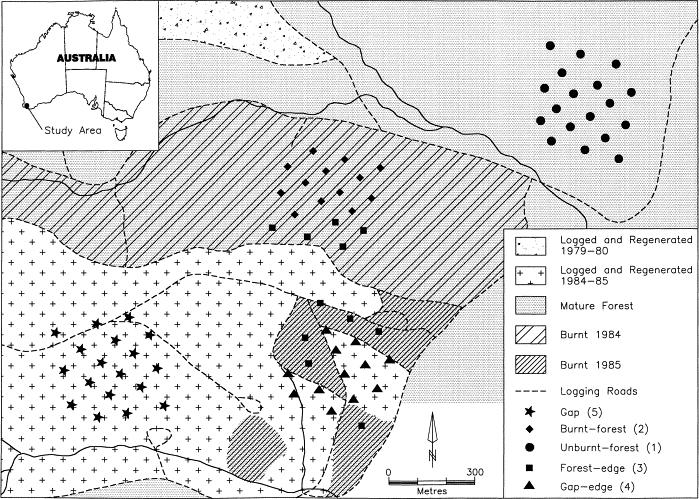 AUSTRALIA
Study Area
Logged and Regenerated
1979-80
Logged and Regenerated
1984-85
Mature Forest
Burnt 1984
Burnt 1985
Logging Roads
Gap (5)
Burnt-forest (2)
Unburnt-forest (1)
Forest-edge (3)
Gap-edge (4)
N
0 300
Metres